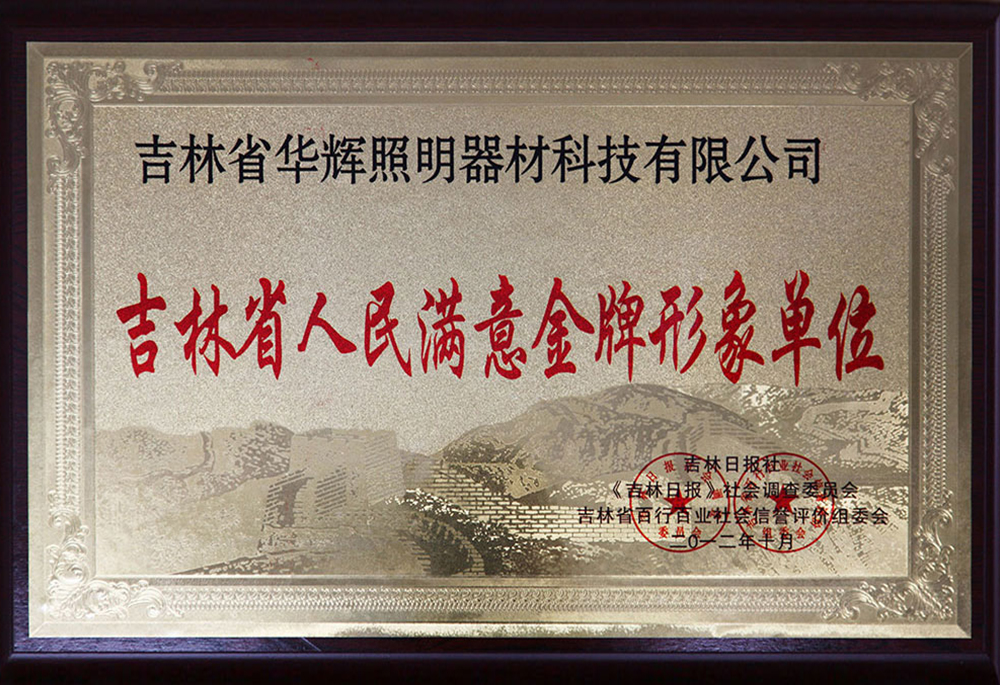 吉林省华辉照明器材科技有限公司
吉林省人民满意金牌形象单位
吉林日报社
《吉林日报》社会调查委员会
吉林省百行百业社会信誉评价组委会
二〇一二年十月